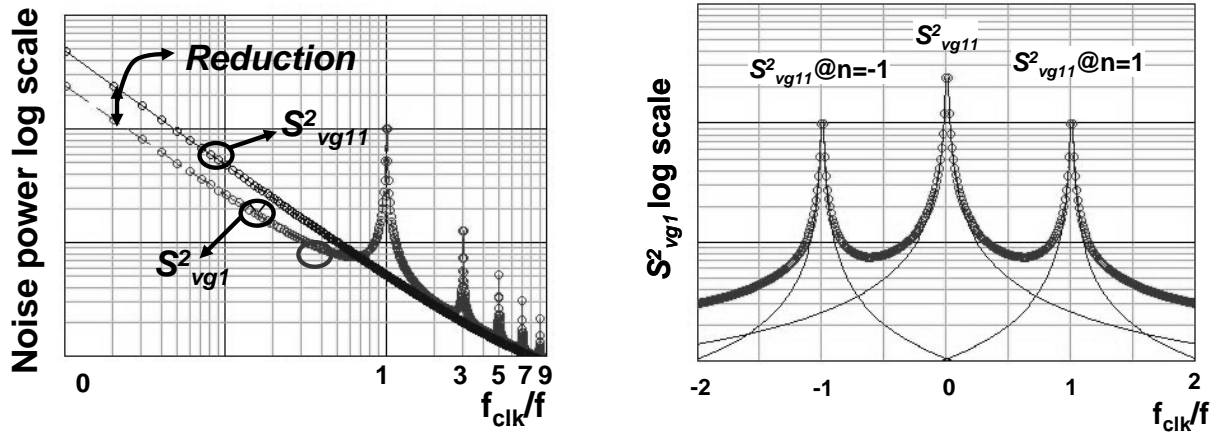 Noise power log scale
Reduction
S²vg11
S²vg1
0 1 3 5 7 9
fclk/f
S²vg1 log scale
S²vg11
S²vg11@n=-1
S²vg11@n=1
-2 -1 0 1 2
fclk/f